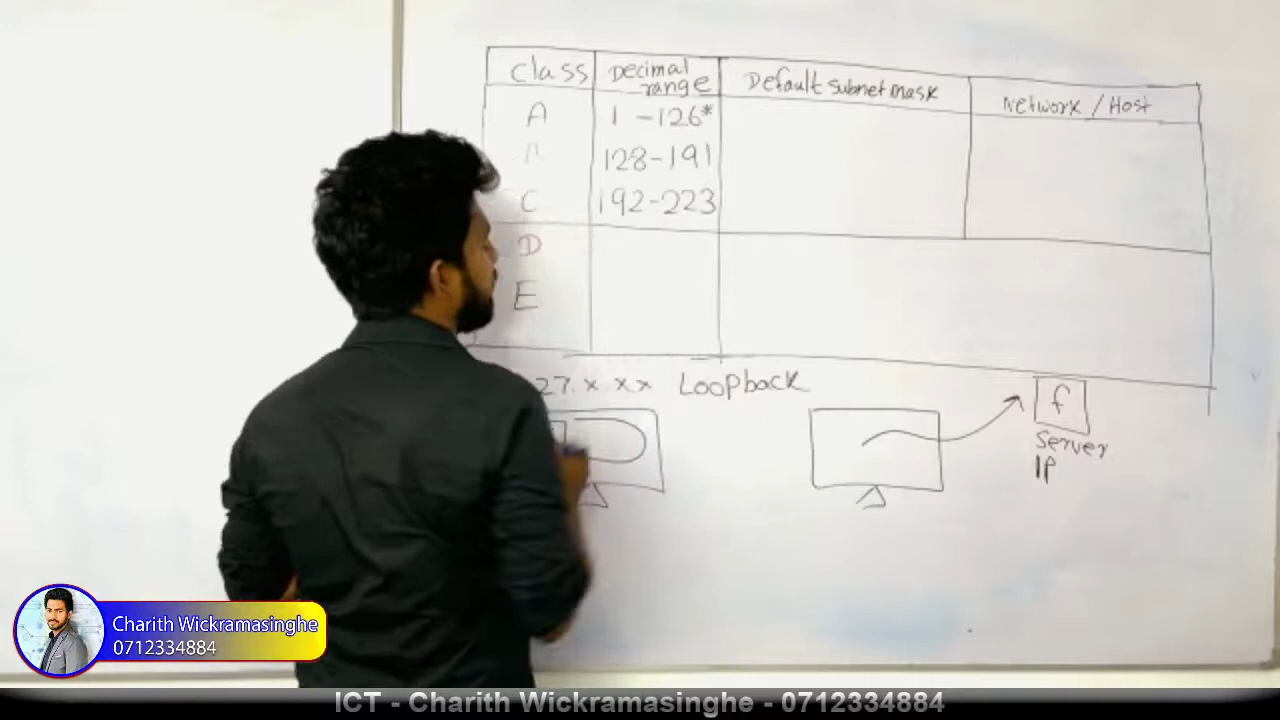 Class Decimal range Default Subnet mask Network / Host
A 1 - 126*
B 128 - 191
C 192 - 223
D
E
27.x.x.x Loopback
f
Server
IP
Charith Wickramasinghe
0712334884
ICT - Charith Wickramasinghe - 0712334884